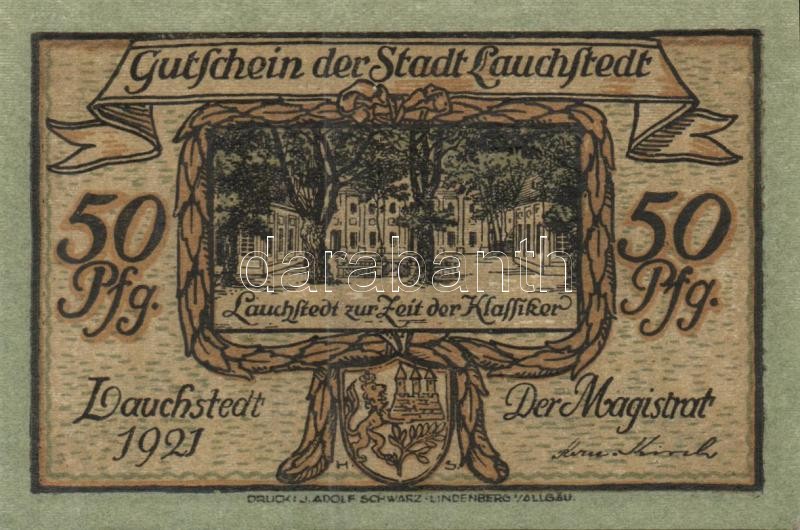 Gutschein der Stadt Lauchstedt
50 Pfg.
50 Pfg.
darabanth
Lauchstedt zur Zeit der Klassiker
Lauchstedt
1921
Der Magistrat
H. S.
DRUCK: J. ADOLF SCHWARZ-LINDENBERG I/ALLGÄU.